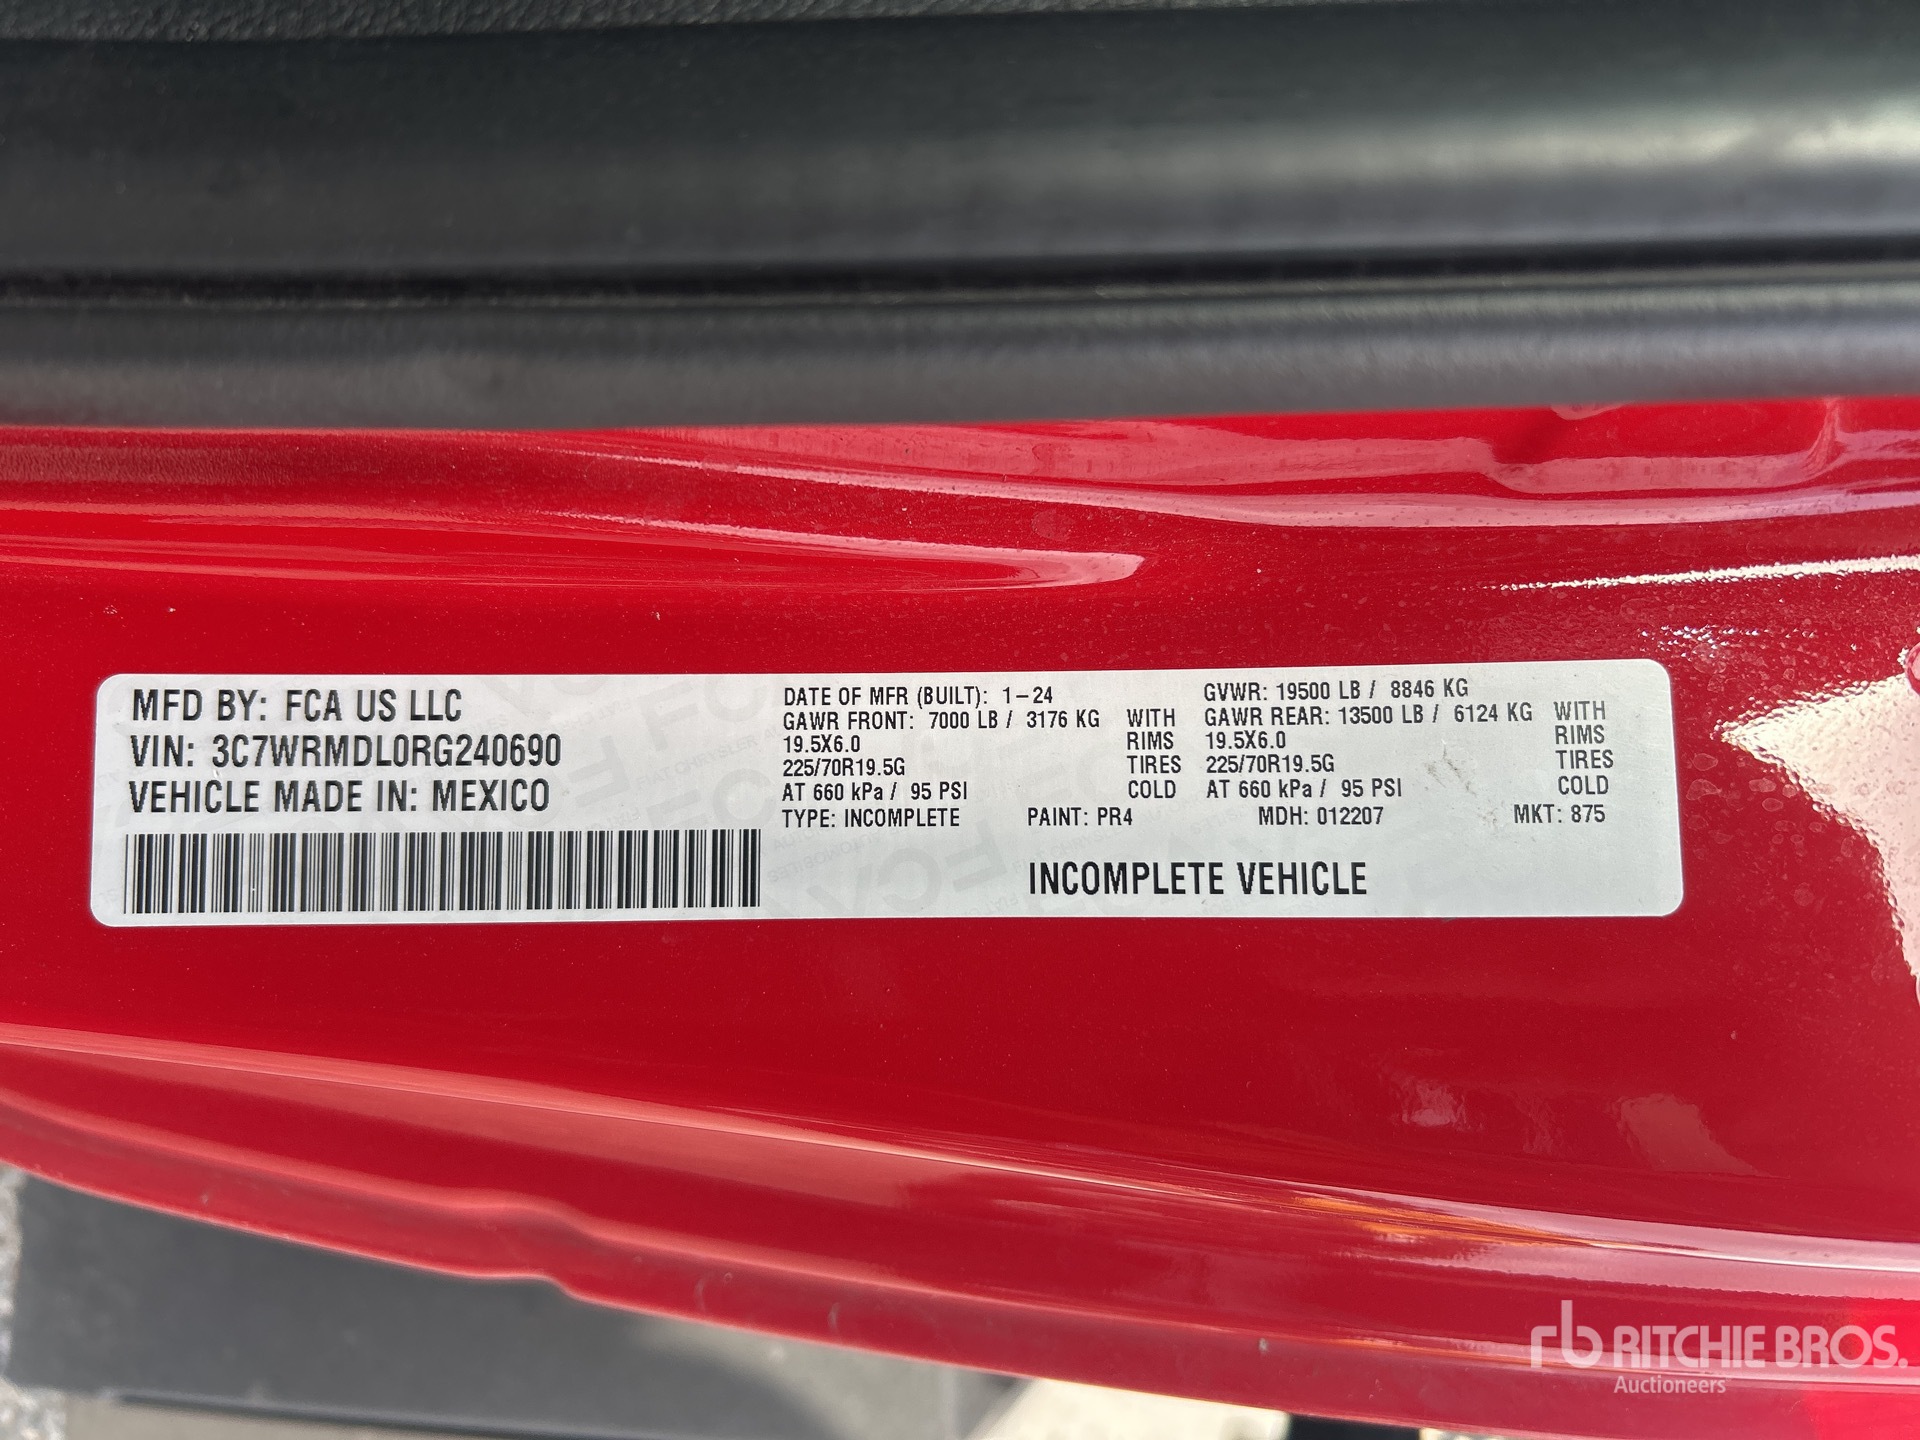 MFD BY: FCA US LLC
VIN: 3C7WRMDL0RG240690
VEHICLE MADE IN: MEXICO
DATE OF MFR (BUILT): 1-24
GAWR FRONT: 7000 LB / 3176 KG WITH
19.5X6.0 RIMS
225/70R19.5G TIRES
AT 660 kPa / 95 PSI COLD
GVWR: 19500 LB / 8846 KG
GAWR REAR: 13500 LB / 6124 KG WITH
19.5X6.0 RIMS
225/70R19.5G TIRES
AT 660 kPa / 95 PSI COLD
TYPE: INCOMPLETE PAINT: PR4 MDH: 012207 MKT: 875
INCOMPLETE VEHICLE
rb RITCHIE BROS.
Auctioneers